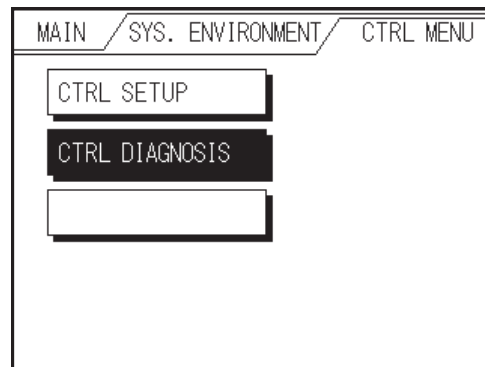 MAIN SYS. ENVIRONMENT CTRL MENU
CTRL SETUP
CTRL DIAGNOSIS